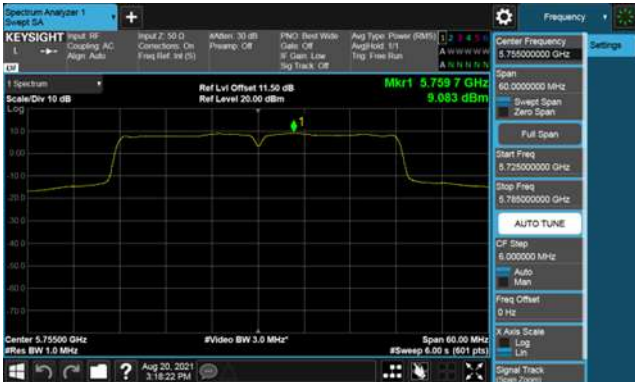 Spectrum Analyzer 1
Swept SA
Frequency
KEYSIGHT
Input: RF
Coupling: AC
Align: Auto
Input Z: 50 Ω
Corrections: On
Freq Ref: Int (S)
#Atten: 30 dB
Preamp: Off
PNO: Best Wide
Gate: Off
IF Gain: Low
Sig Track: Off
Avg Type: Power (RMS)
Avg|Hold: 1/1
Trig: Free Run
1 2 3 4 5 6
A W W W W W
A N N N N N
L
LXI
1 Spectrum
Scale/Div 10 dB
Log
Ref Lvl Offset 11.50 dB
Ref Level 20.00 dBm
Mkr1 5.759 7 GHz
9.083 dBm
1
10.0
0.00
-20.0
-40.0
-60.0
-70.0
Center 5.75500 GHz
#Res BW 1.0 MHz
#Video BW 3.0 MHz*
Span 60.00 MHz
#Sweep 6.00 s (601 pts)
Aug 20, 2021
3:18:22 PM
Center Frequency
5.755000000 GHz
Span
60.0000000 MHz
Swept Span
Zero Span
Full Span
Start Freq
5.725000000 GHz
Stop Freq
5.785000000 GHz
AUTO TUNE
CF Step
6.000000 MHz
Auto
Man
Freq Offset
0 Hz
X Axis Scale
Log
Lin
Signal Track
(Span Zoom)
Settings